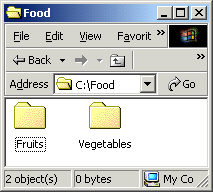 Food
File Edit View Favorit »
Back »
Address C:\Food Go
Fruits Vegetables
2 object(s) 0 bytes My Co